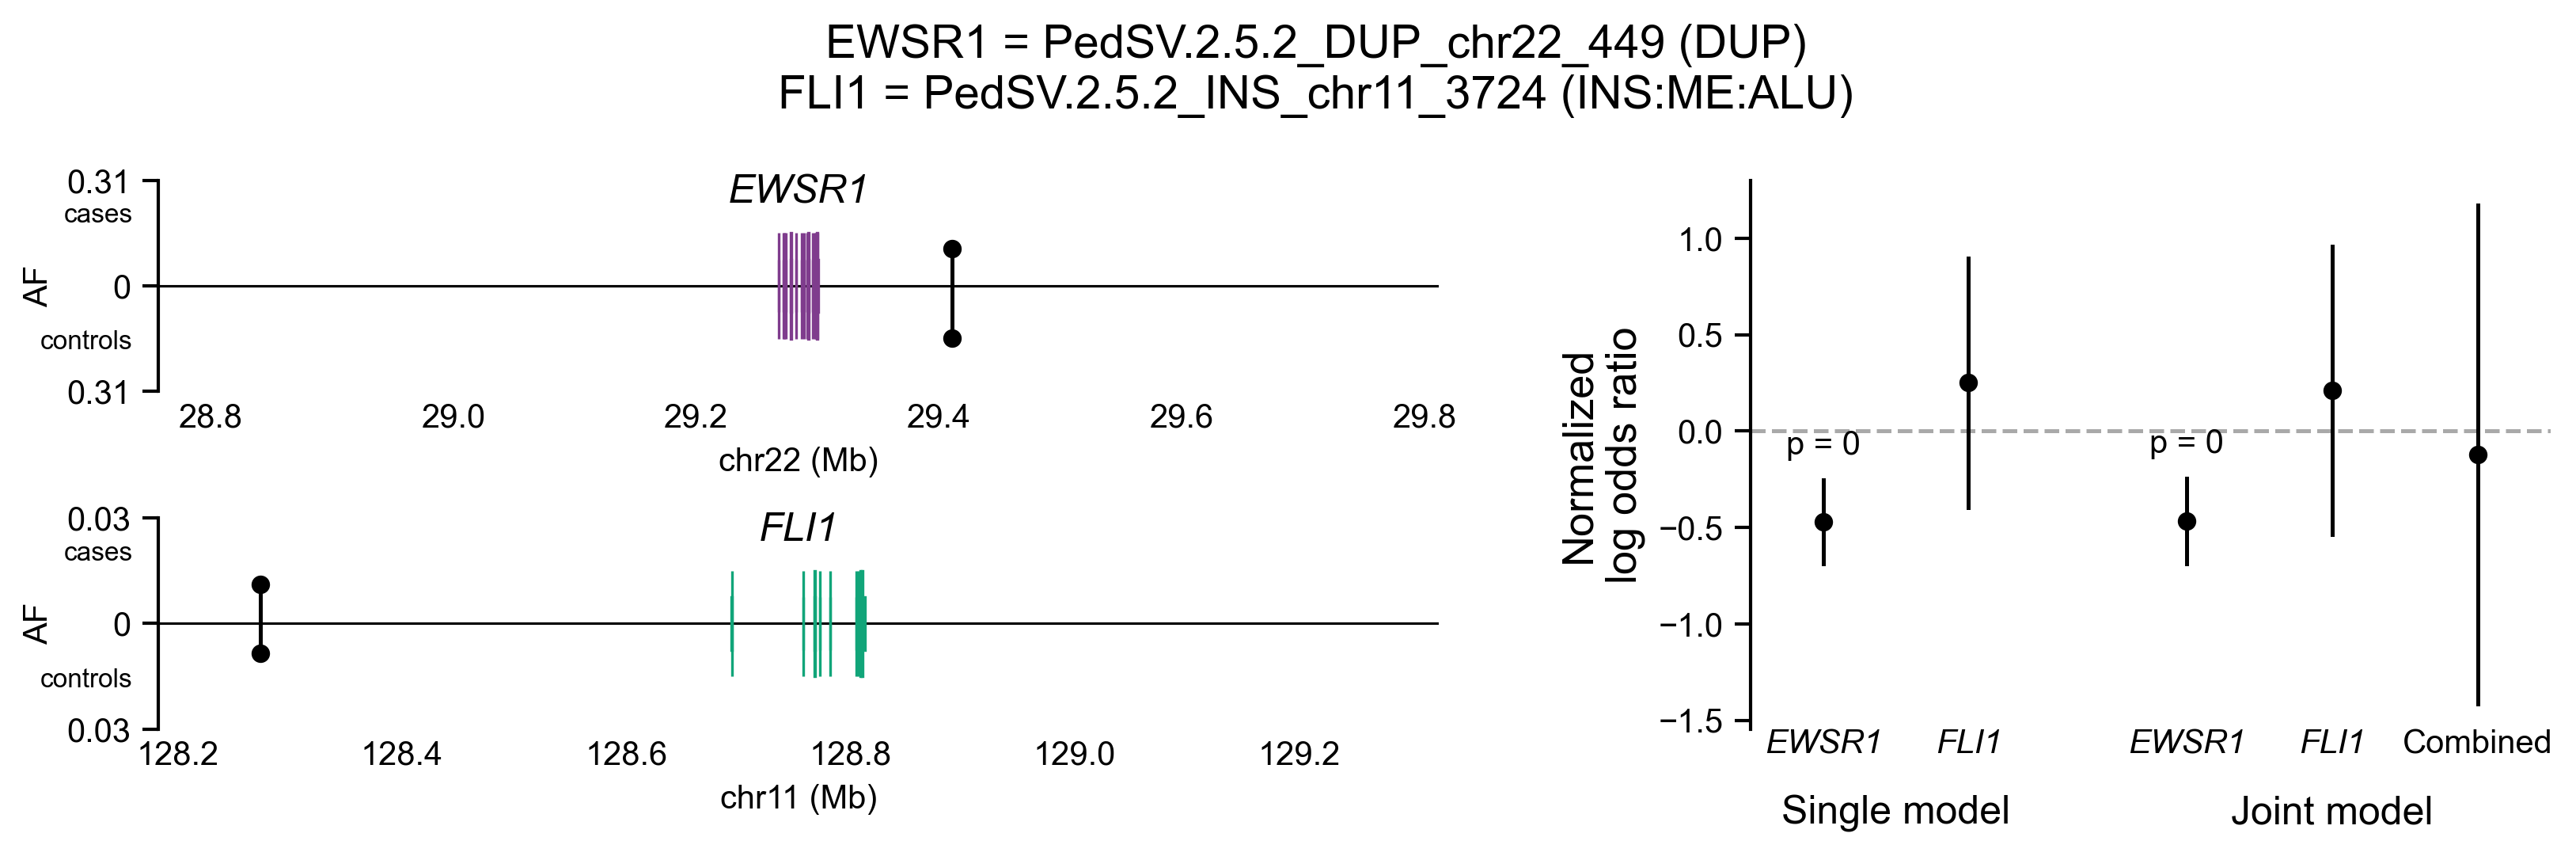 EWSR1 = PedSV.2.5.2_DUP_chr22_449 (DUP)
FLI1 = PedSV.2.5.2_INS_chr11_3724 (INS:ME:ALU)
EWSR1
0.31
cases
AF
0
controls
0.31
28.8 29.0 29.2 29.4 29.6 29.8
chr22 (Mb)
FLI1
0.03
cases
AF
0
controls
0.03
128.2 128.4 128.6 128.8 129.0 129.2
chr11 (Mb)
Normalized
log odds ratio
1.0
0.5
0.0
−0.5
−1.0
−1.5
p = 0 p = 0
EWSR1 FLI1 EWSR1 FLI1 Combined
Single model Joint model